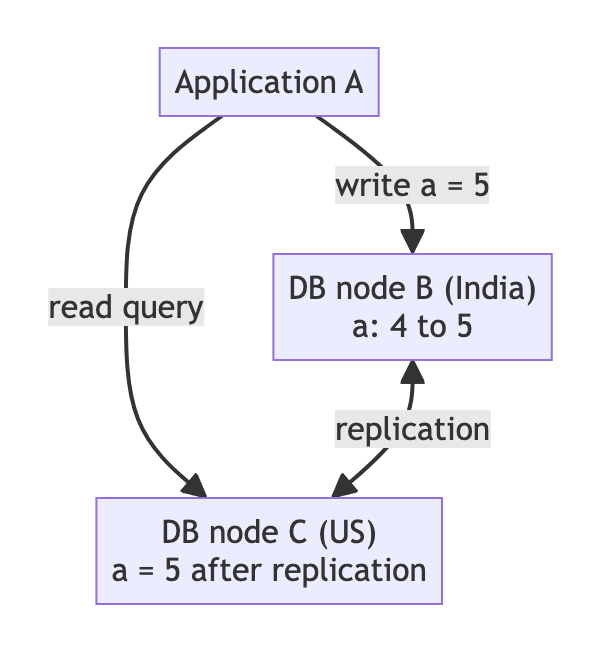 Application A
write a = 5
DB node B (India)
a: 4 to 5
read query
replication
DB node C (US)
a = 5 after replication